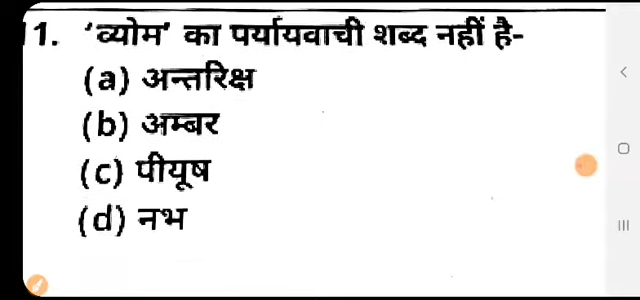 1. ‘व्योम’ का पर्यायवाची शब्द नहीं है-
(a) अन्तरिक्ष
(b) अम्बर
(c) पीयूष
(d) नभ